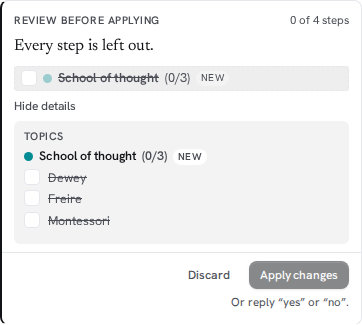 REVIEW BEFORE APPLYING 0 of 4 steps
Every step is left out.
School of thought (0/3) NEW
Hide details
TOPICS
School of thought (0/3) NEW
Dewey
Freire
Montessori
Discard Apply changes
Or reply “yes” or “no”.